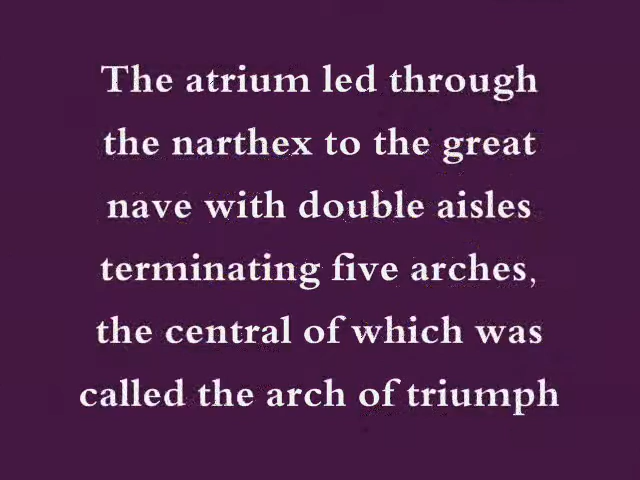 The atrium led through
the narthex to the great
nave with double aisles
terminating five arches,
the central of which was
called the arch of triumph